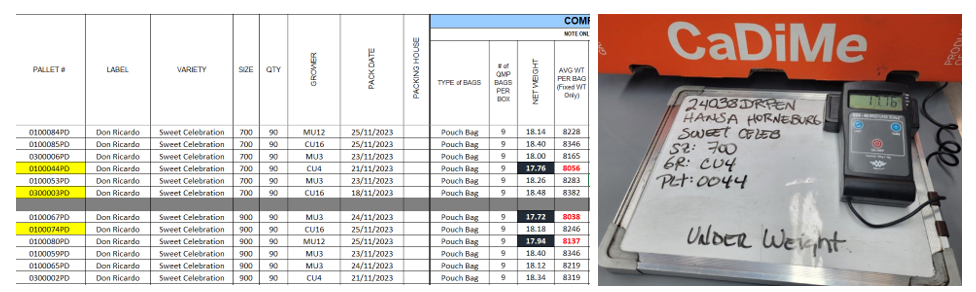 COMP
NOTE ONL
PALLET # LABEL VARIETY SIZE QTY GROWER PACK DATE PACKING HOUSE TYPE of BAGS # of QMP BAGS PER BOX NET WEIGHT AVG WT PER BAG (Fixed WT Only)
0100084PD Don Ricardo Sweet Celebration 700 90 MU12 25/11/2023 Pouch Bag 9 18.14 8228
0100085PD Don Ricardo Sweet Celebration 700 90 CU16 25/11/2023 Pouch Bag 9 18.40 8346
0300006PD Don Ricardo Sweet Celebration 700 90 MU3 23/11/2023 Pouch Bag 9 18.00 8165
0100044PD Don Ricardo Sweet Celebration 700 90 CU4 21/11/2023 Pouch Bag 9 17.76 8056
0100053PD Don Ricardo Sweet Celebration 700 90 MU3 23/11/2023 Pouch Bag 9 18.26 8283
0300003PD Don Ricardo Sweet Celebration 700 90 CU16 18/11/2023 Pouch Bag 9 18.48 8382
0100067PD Don Ricardo Sweet Celebration 900 90 MU3 24/11/2023 Pouch Bag 9 17.72 8038
0100074PD Don Ricardo Sweet Celebration 900 90 CU16 25/11/2023 Pouch Bag 9 18.18 8246
0100080PD Don Ricardo Sweet Celebration 900 90 MU12 25/11/2023 Pouch Bag 9 17.94 8137
0100059PD Don Ricardo Sweet Celebration 900 90 MU3 23/11/2023 Pouch Bag 9 18.40 8346
0100065PD Don Ricardo Sweet Celebration 900 90 MU3 24/11/2023 Pouch Bag 9 18.12 8219
0300002PD Don Ricardo Sweet Celebration 900 90 CU4 21/11/2023 Pouch Bag 9 18.34 8319
CaDiMe
17.76
24038DRPEN
HANSA HORNEBURG
SWEET CELEB
SZ: 700
GR: CU4
PLT: 0044
UNDER Weight.